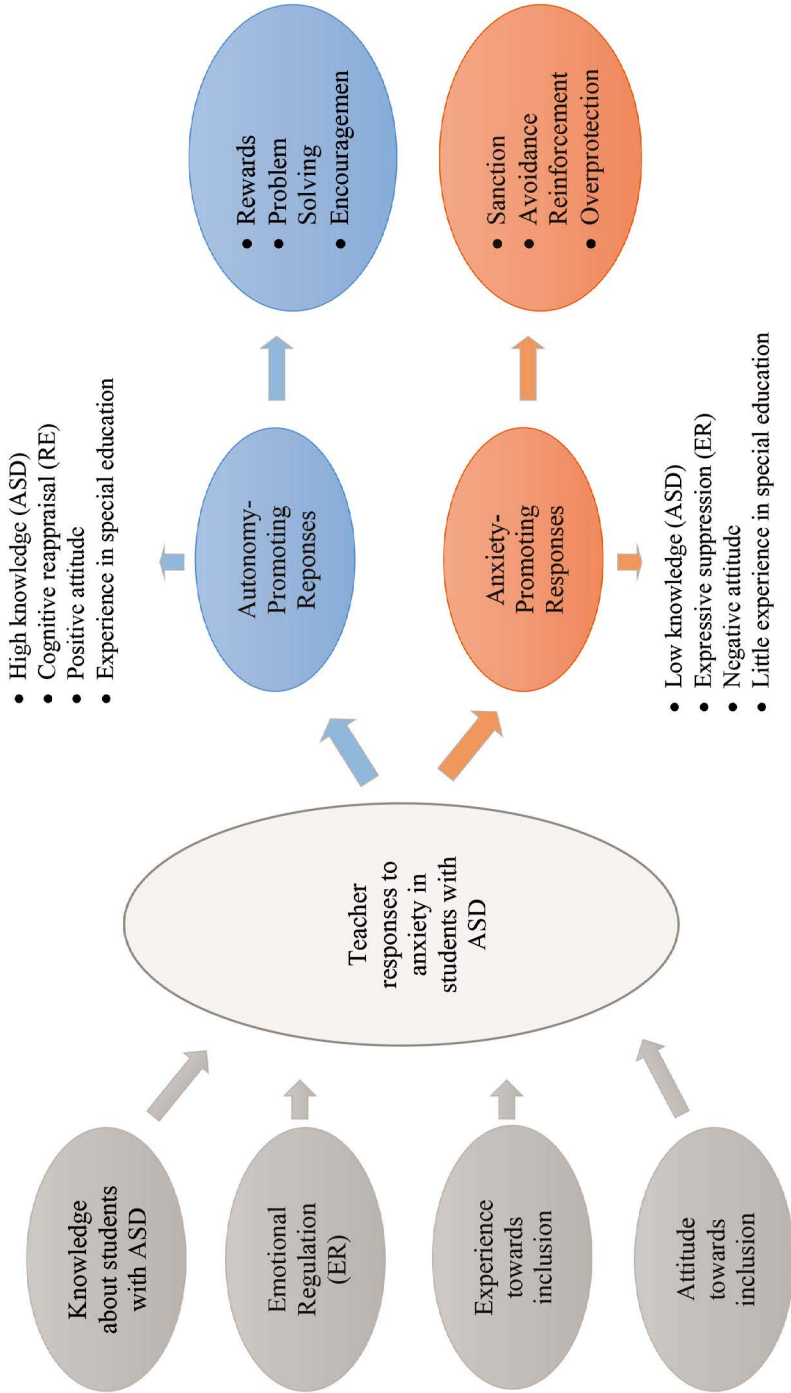 Knowledge
about students
with ASD
Emotional
Regulation
(ER)
Experience
towards
inclusion
Attitude
towards
inclusion
Teacher
responses to
anxiety in
students with
ASD
• High knowledge (ASD)
• Cognitive reappraisal (RE)
• Positive attitude
• Experience in special education
Autonomy-
Promoting
Reponses
• Rewards
• Problem
Solving
• Encouragemen
Anxiety-
Promoting
Responses
• Sanction
• Avoidance
Reinforcement
• Overprotection
• Low knowledge (ASD)
• Expressive suppression (ER)
• Negative attitude
• Little experience in special education